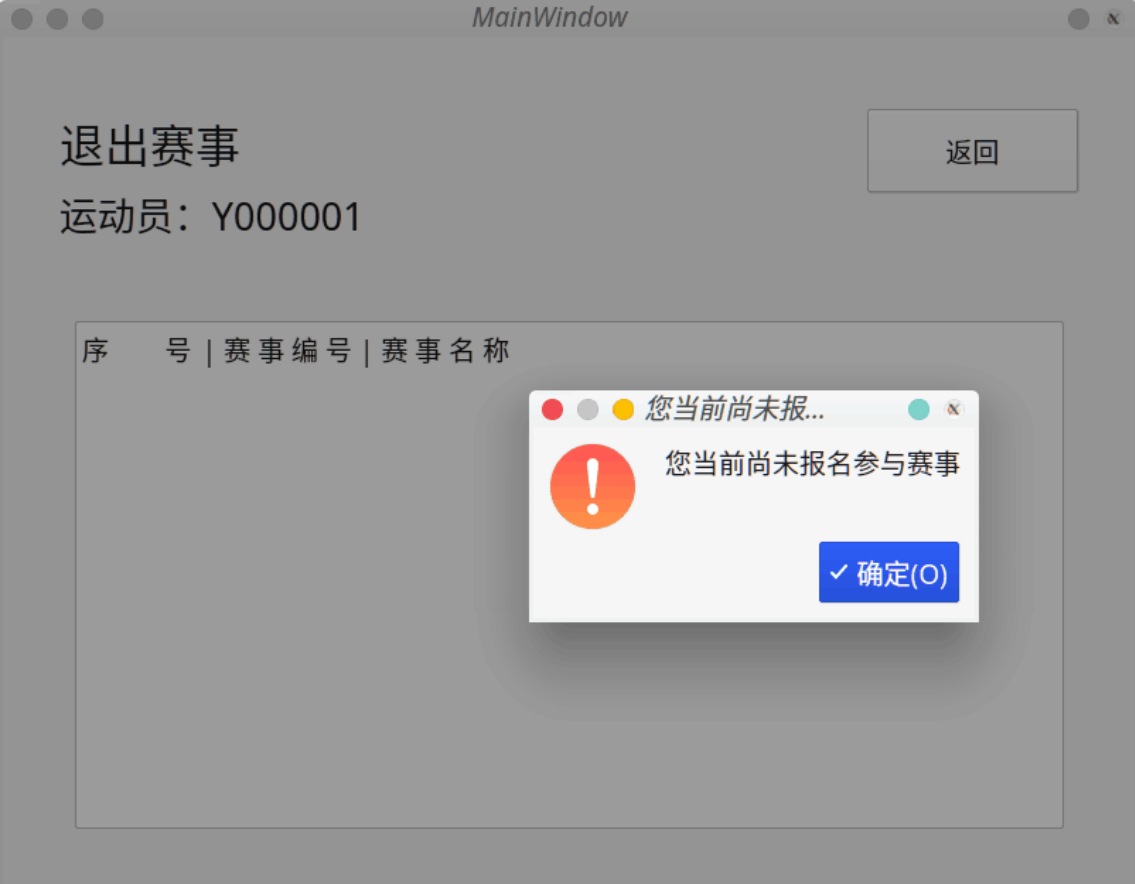 MainWindow
退出赛事
返回
运动员：Y000001
序 号|赛事编号|赛事名称
您当前尚未报...
您当前尚未报名参与赛事
确定(O)